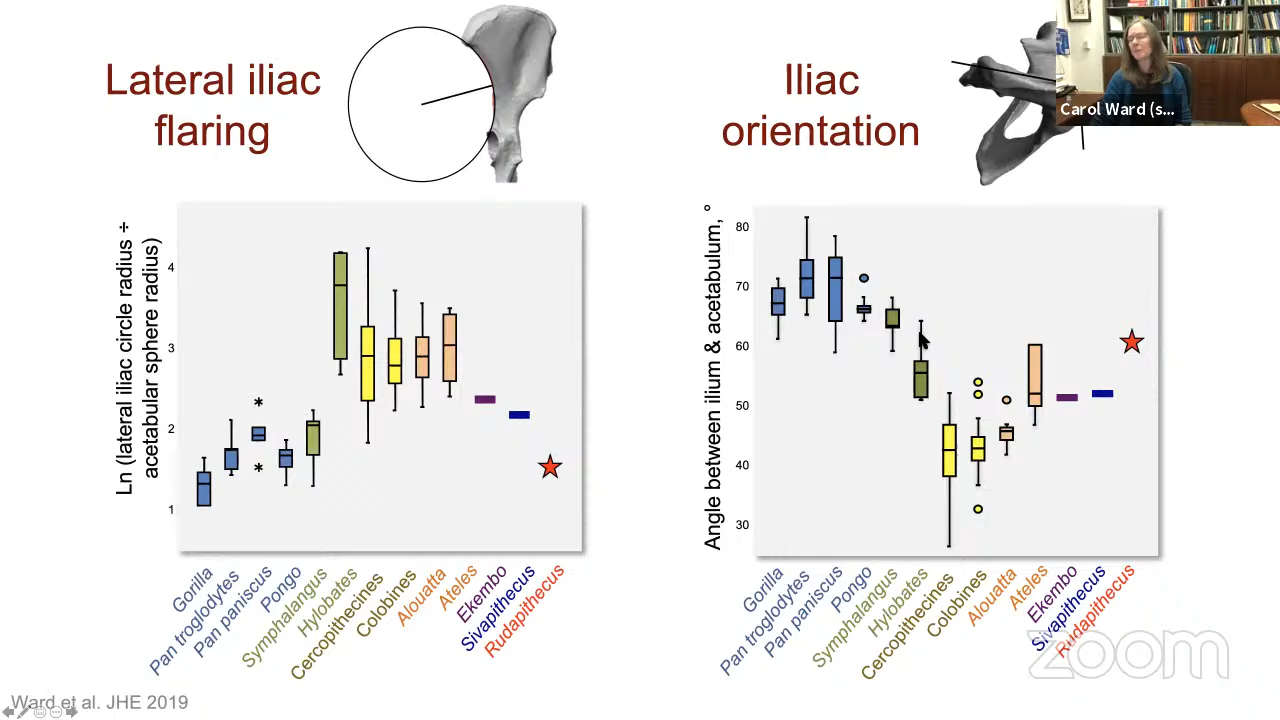 Lateral iliac
flaring
Ln (lateral iliac circle radius ÷
acetabular sphere radius)
4
3
2
1
Gorilla
Pan troglodytes
Pan paniscus
Pongo
Symphalangus
Hylobates
Cercopithecines
Colobines
Alouatta
Ateles
Ekembo
Sivapithecus
Rudapithecus
Iliac
orientation
Carol Ward (s...
Angle between ilium & acetabulum, °
80
70
60
50
40
30
Gorilla
Pan troglodytes
Pan paniscus
Pongo
Symphalangus
Hylobates
Cercopithecines
Colobines
Alouatta
Ateles
Ekembo
Sivapithecus
Rudapithecus
Ward et al. JHE 2019
zoom